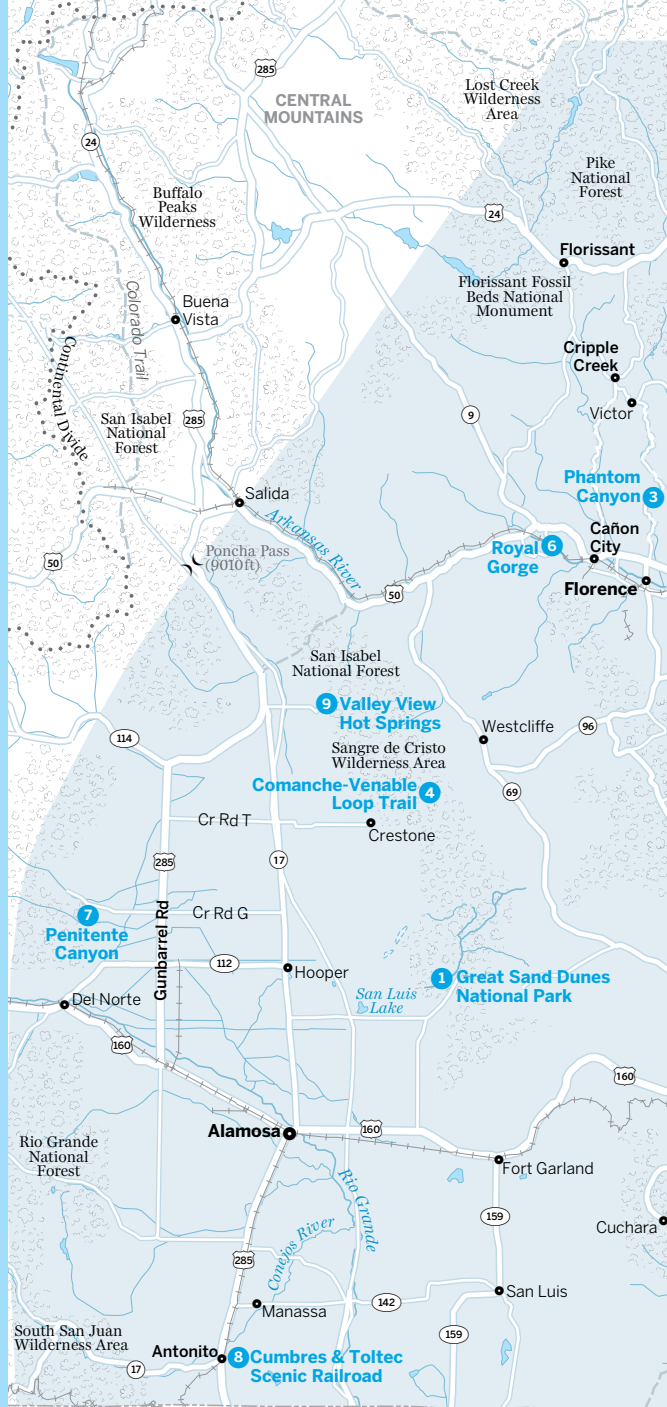 285
CENTRAL
MOUNTAINS
Lost Creek
Wilderness
Area
24
Pike
National
Forest
Buffalo
Peaks
Wilderness
24
Florissant
Florissant Fossil
Beds National
Monument
Colorado Trail
Buena
Vista
Continental Divide
Cripple
Creek
Victor
San Isabel
National
Forest
285
9
Phantom
Canyon 3
Salida
Arkansas River
Cañon
City
Royal
Gorge
6
Poncha Pass
(9010ft)
50
50
Florence
San Isabel
National Forest
9 Valley View
Hot Springs
Westcliffe
96
114
Sangre de Cristo
Wilderness Area
Comanche-Venable
Loop Trail
4
69
Cr Rd T
Crestone
285
17
7
Penitente
Canyon
Cr Rd G
Gunbarrel Rd
112
Hooper
1 Great Sand Dunes
National Park
San Luis
Lake
Del Norte
160
160
Alamosa
160
Rio Grande
National
Forest
Fort Garland
Rio Grande
159
Cuchara
Conejos River
285
San Luis
142
Manassa
South San Juan
Wilderness Area
159
Antonito
8 Cumbres & Toltec
Scenic Railroad
17